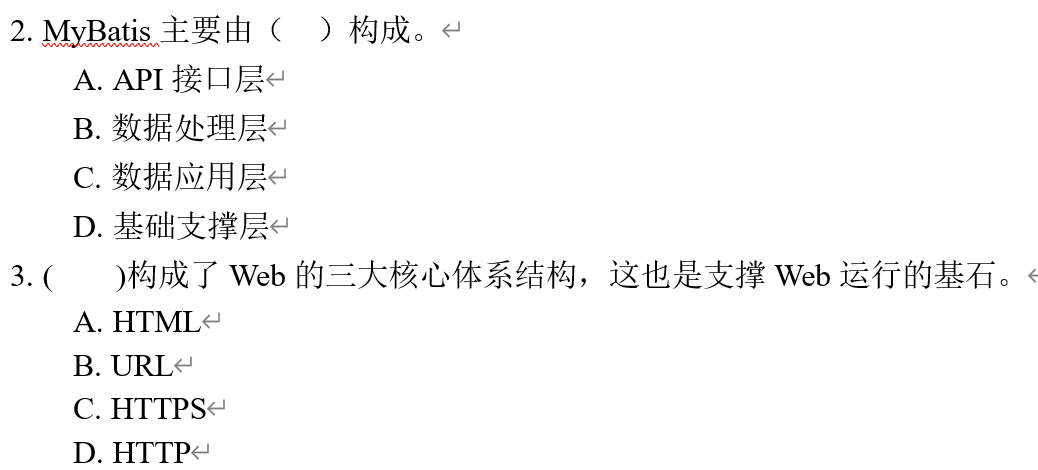 2. MyBatis 主要由（　）构成。↵
A. API 接口层↵
B. 数据处理层↵
C. 数据应用层↵
D. 基础支撑层↵
3. (　　)构成了 Web 的三大核心体系结构，这也是支撑 Web 运行的基石。↵
A. HTML↵
B. URL↵
C. HTTPS↵
D. HTTP↵